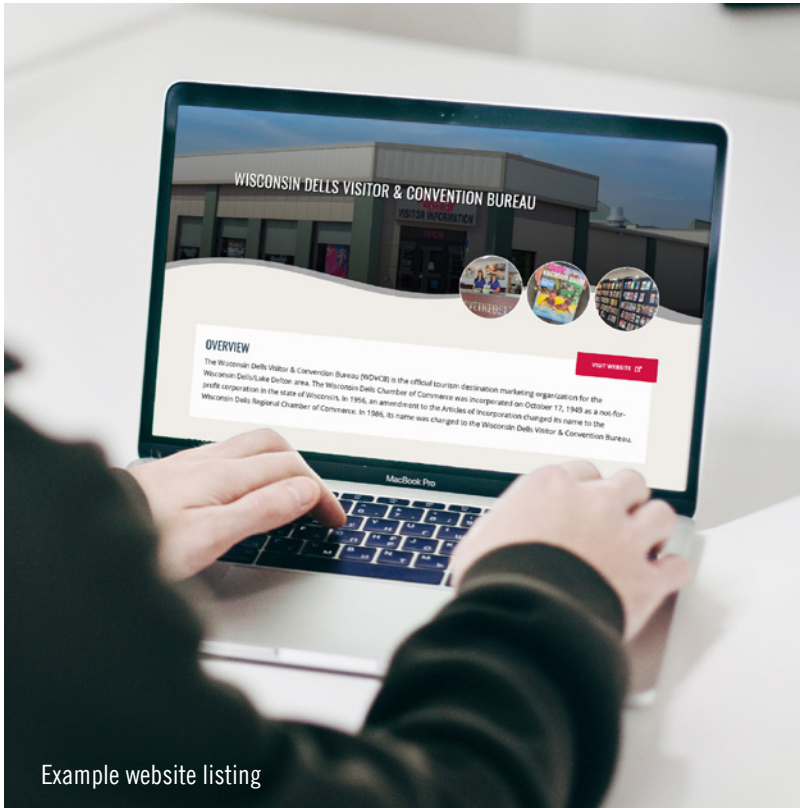 WISCONSIN DELLS VISITOR & CONVENTION BUREAU
VISITOR INFORMATION
OPEN
OVERVIEW
VISIT WEBSITE
The Wisconsin Dells Visitor & Convention Bureau (WDVCB) is the official tourism destination marketing organization for the
Wisconsin Dells/Lake Delton area. The Wisconsin Dells Chamber of Commerce was incorporated on October 17, 1949 as a not-for-
profit corporation in the state of Wisconsin. In 1956, an amendment to the Articles of Incorporation changed its name to the
Wisconsin Dells Regional Chamber of Commerce. In 1986, its name was changed to the Wisconsin Dells Visitor & Convention Bureau.
MacBook Pro
Example website listing